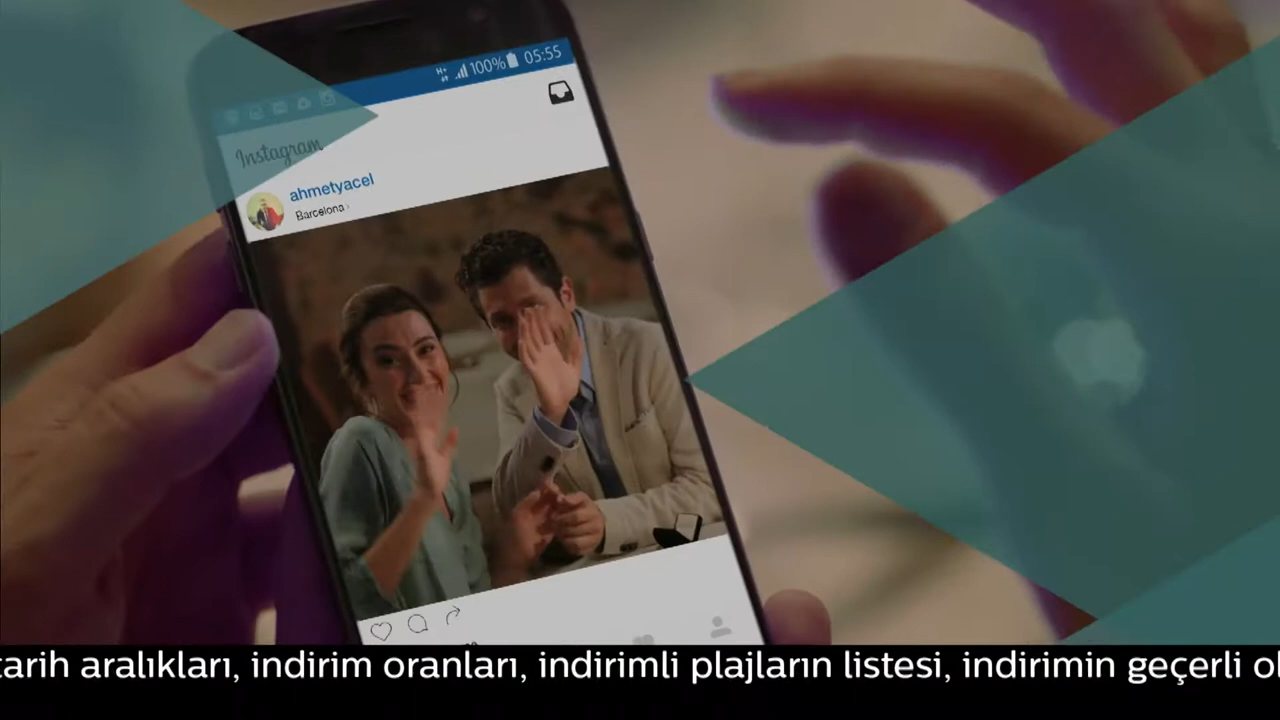 100% 05:55
Instagram
ahmetyacel
Barcelona
tarih aralıkları, indirim oranları, indirimli plajların listesi, indirimin geçerli ol